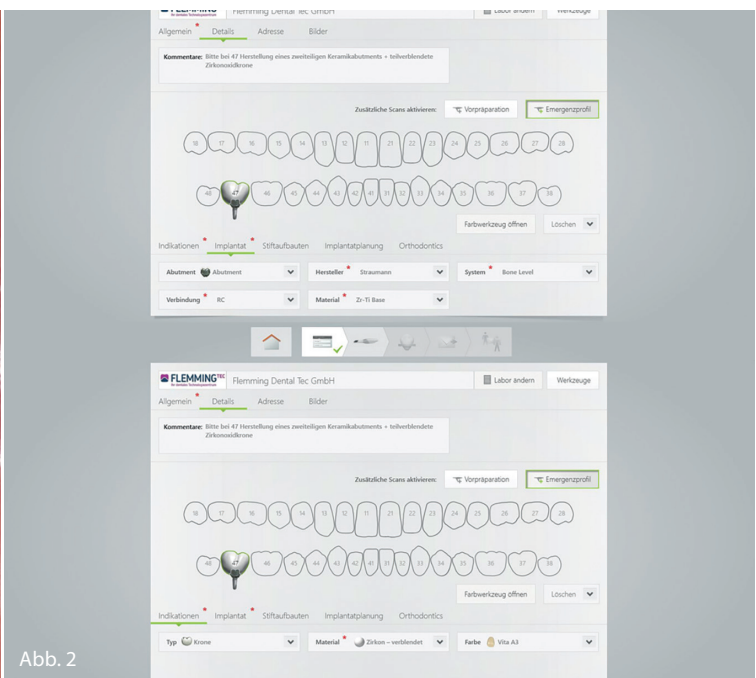 FLEMMING TEC Flemming Dental Tec GmbH Labor ändern Werkzeuge
Allgemein * Details Adresse Bilder
Kommentare: Bitte bei 47 Herstellung eines zweiteiligen Keramikabutments + teilverblendete
Zirkonoxidkrone
Zusätzliche Scans aktivieren: Vorpräparation Emergenzprofil
18 17 16 15 14 13 12 11 21 22 23 24 25 26 27 28
48 47 46 45 44 43 42 41 31 32 33 34 35 36 37 38
Farbwerkzeug öffnen Löschen
Indikationen * Implantat * Stiftaufbauten Implantatplanung Orthodontics
Abutment Abutment Hersteller * Straumann System * Bone Level
Verbindung * RC Material * Zr-Ti Base
FLEMMING TEC Flemming Dental Tec GmbH Labor ändern Werkzeuge
Allgemein * Details Adresse Bilder
Kommentare: Bitte bei 47 Herstellung eines zweiteiligen Keramikabutments + teilverblendete
Zirkonoxidkrone
Zusätzliche Scans aktivieren: Vorpräparation Emergenzprofil
18 17 16 15 14 13 12 11 21 22 23 24 25 26 27 28
48 47 46 45 44 43 42 41 31 32 33 34 35 36 37 38
Farbwerkzeug öffnen Löschen
Indikationen * Implantat * Stiftaufbauten Implantatplanung Orthodontics
Typ Krone Material * Zirkon – verblendet Farbe Vita A3
Abb. 2